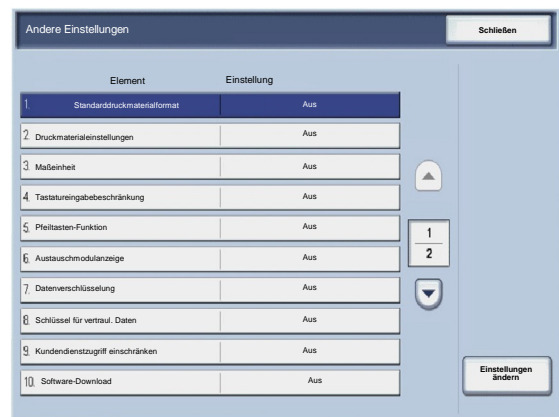 Andere Einstellungen
Schließen
Element Einstellung
1. Standarddruckmaterialformat Aus
2. Druckmaterialeinstellungen Aus
3. Maßeinheit Aus
4. Tastatureingabebeschränkung Aus
5. Pfeiltasten-Funktion Aus
6. Austauschmodulanzeige Aus
7. Datenverschlüsselung Aus
8. Schlüssel für vertraul. Daten Aus
9. Kundendienstzugriff einschränken Aus
10. Software-Download Aus
1
2
Einstellungen
ändern